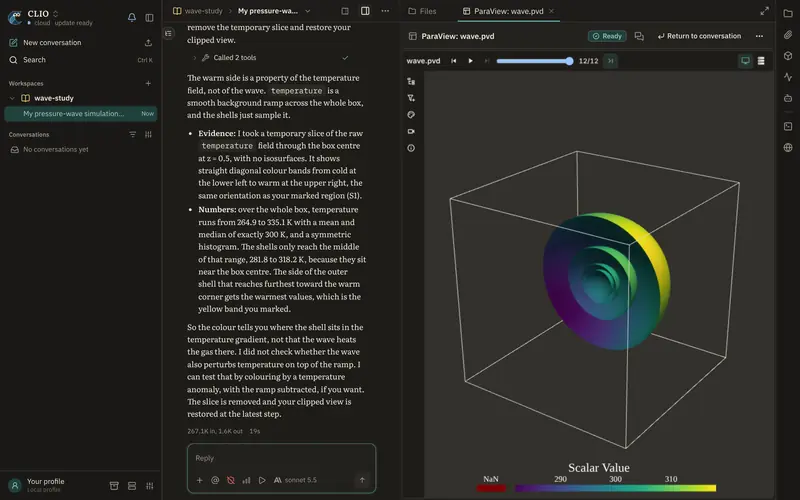 CLIO
cloud · update ready
New conversation
Search
Ctrl K
Workspaces
wave-study
My pressure-wave simulation...
Now
Conversations
No conversations yet
Your profile
Local profile
wave-study
My pressure-wa...
remove the temporary slice and restore your
clipped view.
Called 2 tools
The warm side is a property of the temperature
field, not of the wave. temperature is a
smooth background ramp across the whole box,
and the shells just sample it.
Evidence: I took a temporary slice of the raw
temperature field through the box centre
at z = 0.5, with no isosurfaces. It shows
straight diagonal colour bands from cold at
the lower left to warm at the upper right, the
same orientation as your marked region (S1).
Numbers: over the whole box, temperature
runs from 264.9 to 335.1 K with a mean and
median of exactly 300 K, and a symmetric
histogram. The shells only reach the middle
of that range, 281.8 to 318.2 K, because they sit
near the box centre. The side of the outer
shell that reaches furthest toward the warm
corner gets the warmest values, which is the
yellow band you marked.
So the colour tells you where the shell sits in the
temperature gradient, not that the wave heats
the gas there. I did not check whether the wave
also perturbs temperature on top of the ramp. I
can test that by colouring by a temperature
anomaly, with the ramp subtracted, if you want.
The slice is removed and your clipped view is
restored at the latest step.
267.1K in, 1.6K out 19s
Reply
sonnet 5.5
Files
ParaView: wave.pvd
ParaView: wave.pvd
Ready
Return to conversation
wave.pvd
12/12
Scalar Value
NaN
290
300
310